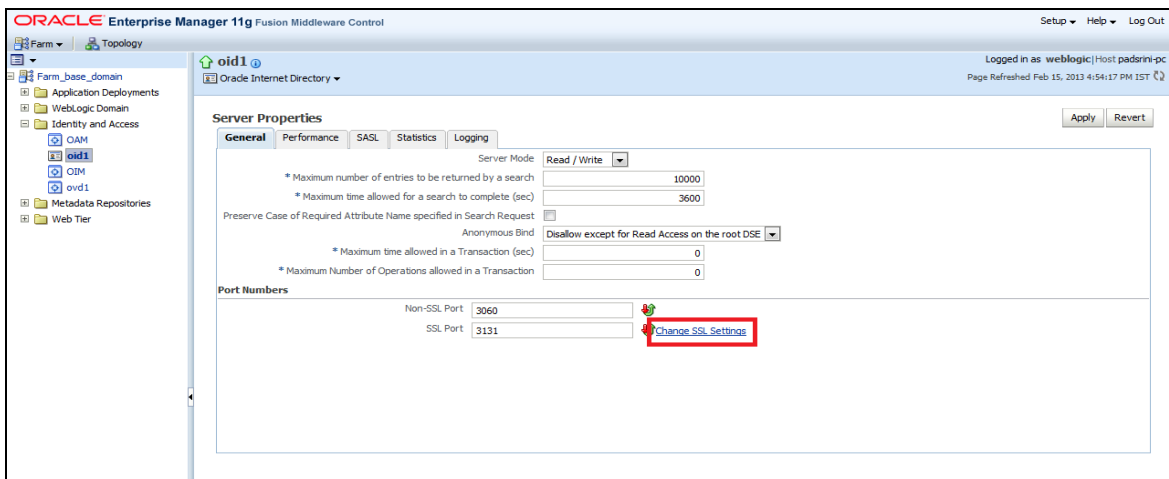 ORACLE Enterprise Manager 11g Fusion Middleware Control
Setup Help Log Out
Farm Topology
oid1
Logged in as weblogic|Host padsrini-pc
Oracle Internet Directory
Page Refreshed Feb 15, 2013 4:54:17 PM IST
Farm_base_domain
Application Deployments
WebLogic Domain
Identity and Access
OAM
oid1
OIM
ovd1
Metadata Repositories
Web Tier
Server Properties
Apply Revert
General Performance SASL Statistics Logging
Server Mode Read / Write
* Maximum number of entries to be returned by a search 10000
* Maximum time allowed for a search to complete (sec) 3600
Preserve Case of Required Attribute Name specified in Search Request
Anonymous Bind Disallow except for Read Access on the root DSE
* Maximum time allowed in a Transaction (sec) 0
* Maximum Number of Operations allowed in a Transaction 0
Port Numbers
Non-SSL Port 3060
SSL Port 3131 Change SSL Settings